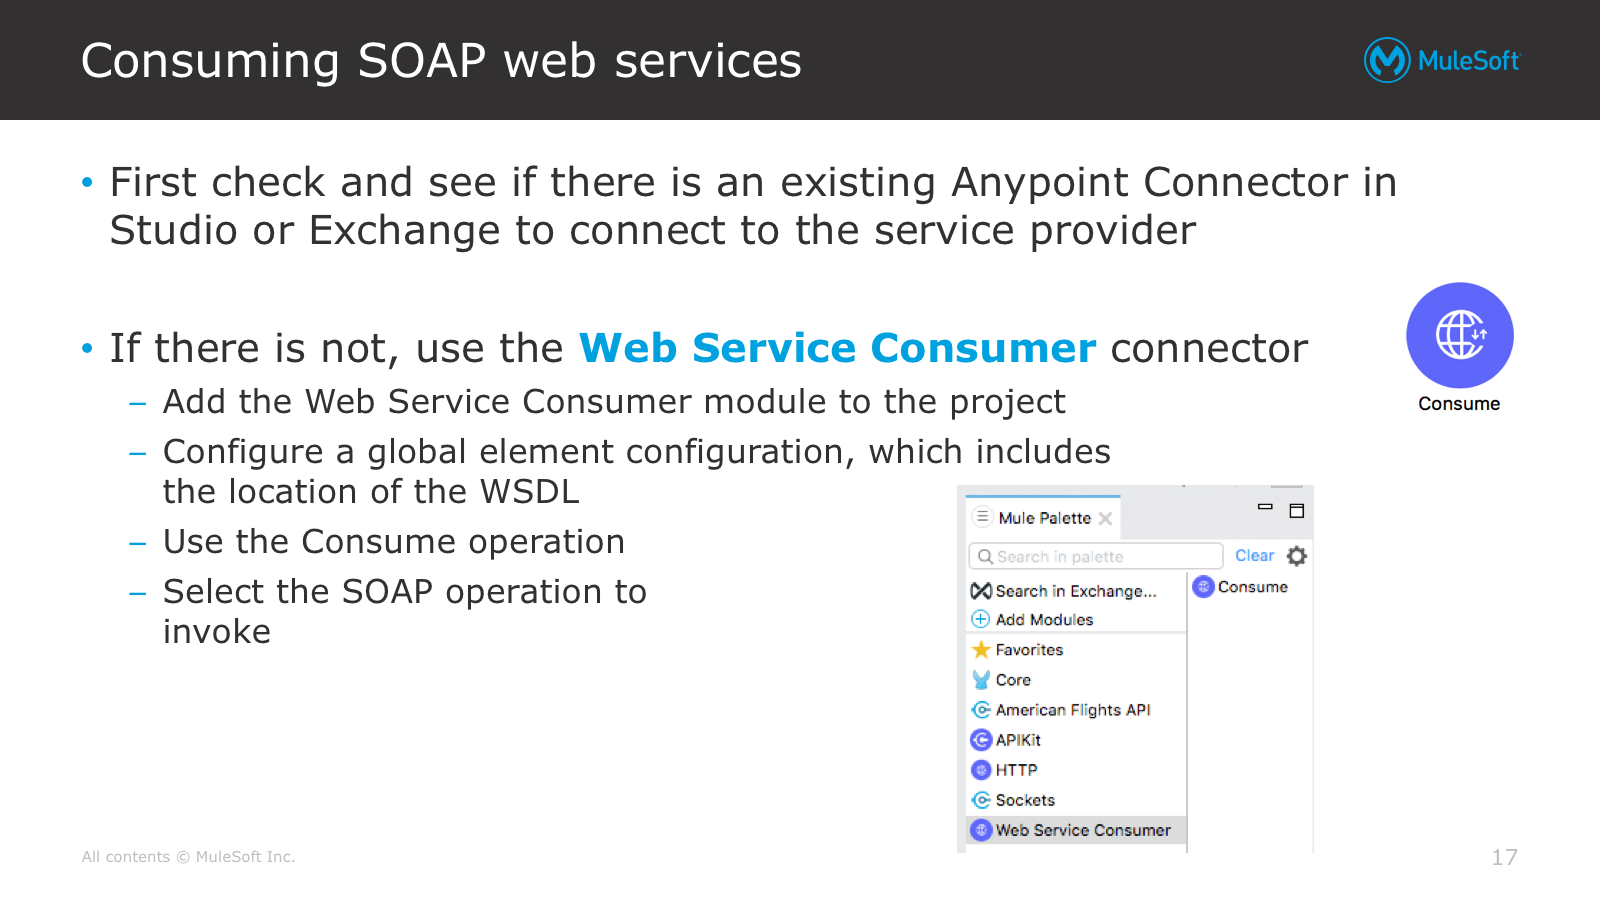 Consuming SOAP web services
MuleSoft
• First check and see if there is an existing Anypoint Connector in
Studio or Exchange to connect to the service provider
• If there is not, use the Web Service Consumer connector
– Add the Web Service Consumer module to the project
– Configure a global element configuration, which includes
the location of the WSDL
– Use the Consume operation
– Select the SOAP operation to
invoke
Consume
Mule Palette
Search in palette
Clear
Search in Exchange...
Add Modules
Favorites
Core
American Flights API
APIKit
HTTP
Sockets
Web Service Consumer
Consume
All contents © MuleSoft Inc.
17